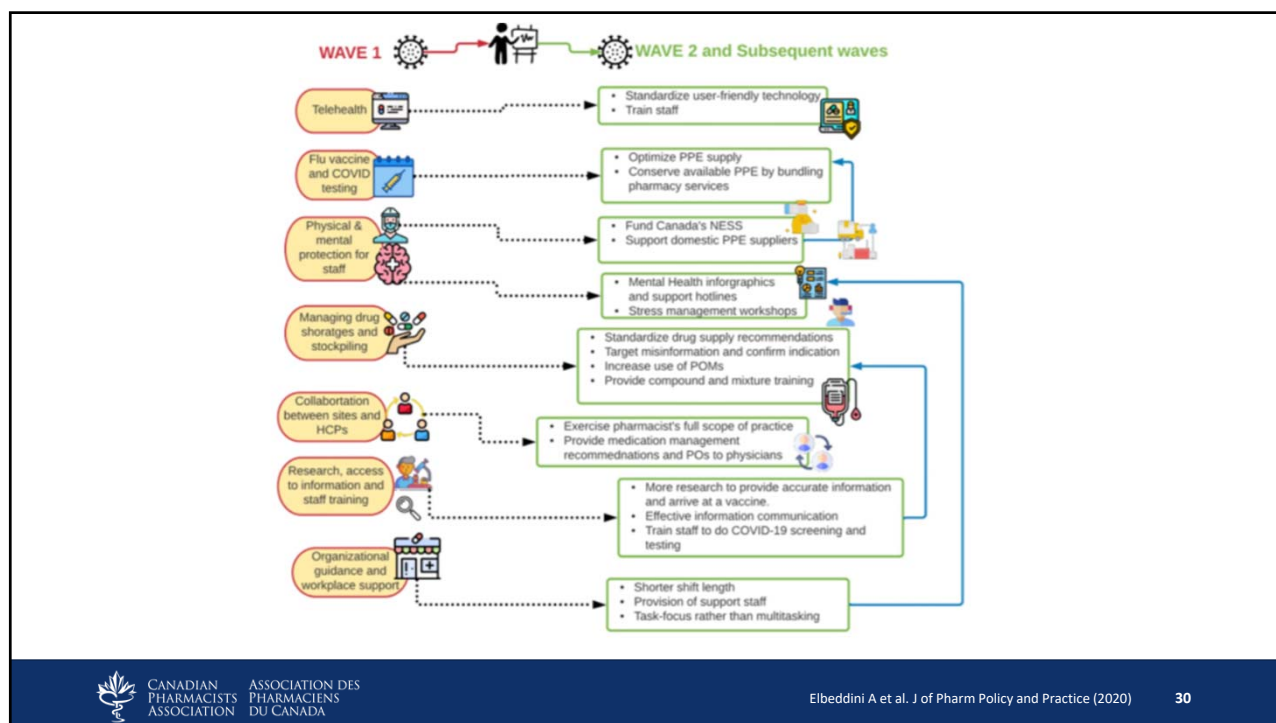 WAVE 1
WAVE 2 and Subsequent waves
Telehealth
• Standardize user-friendly technology
• Train staff
Flu vaccine
and COVID
testing
• Optimize PPE supply
• Conserve available PPE by bundling
pharmacy services
Physical &
mental
protection for
staff
• Fund Canada's NESS
• Support domestic PPE suppliers
• Mental Health inforgraphics
and support hotlines
• Stress management workshops
Managing drug
shoratges and
stockpiling
• Standardize drug supply recommendations
• Target misinformation and confirm indication
• Increase use of POMs
• Provide compound and mixture training
Collabortation
between sites and
HCPs
• Exercise pharmacist's full scope of practice
• Provide medication management
recommednations and POs to physicians
Research, access
to information and
staff training
• More research to provide accurate information
and arrive at a vaccine.
• Effective information communication
• Train staff to do COVID-19 screening and
testing
Organizational
guidance and
workplace support
• Shorter shift length
• Provision of support staff
• Task-focus rather than multitasking
CANADIAN
PHARMACISTS
ASSOCIATION
ASSOCIATION DES
PHARMACIENS
DU CANADA
Elbeddini A et al. J of Pharm Policy and Practice (2020)
30